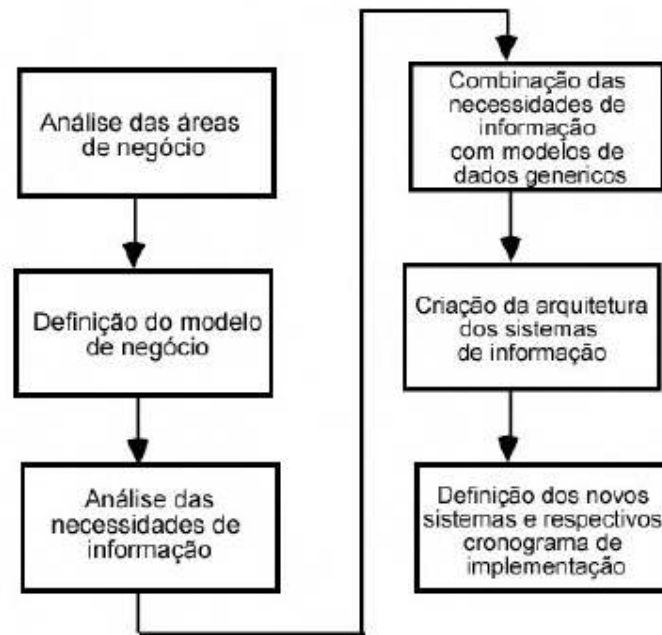 Análise das áreas
de negócio
Definição do modelo
de negócio
Análise das
necessidades de
informação
Combinação das
necessidades de
informação
com modelos de
dados genericos
Criação da arquitetura
dos sistemas
de informação
Definição dos novos
sistemas e respectivos
cronograma de
implementação